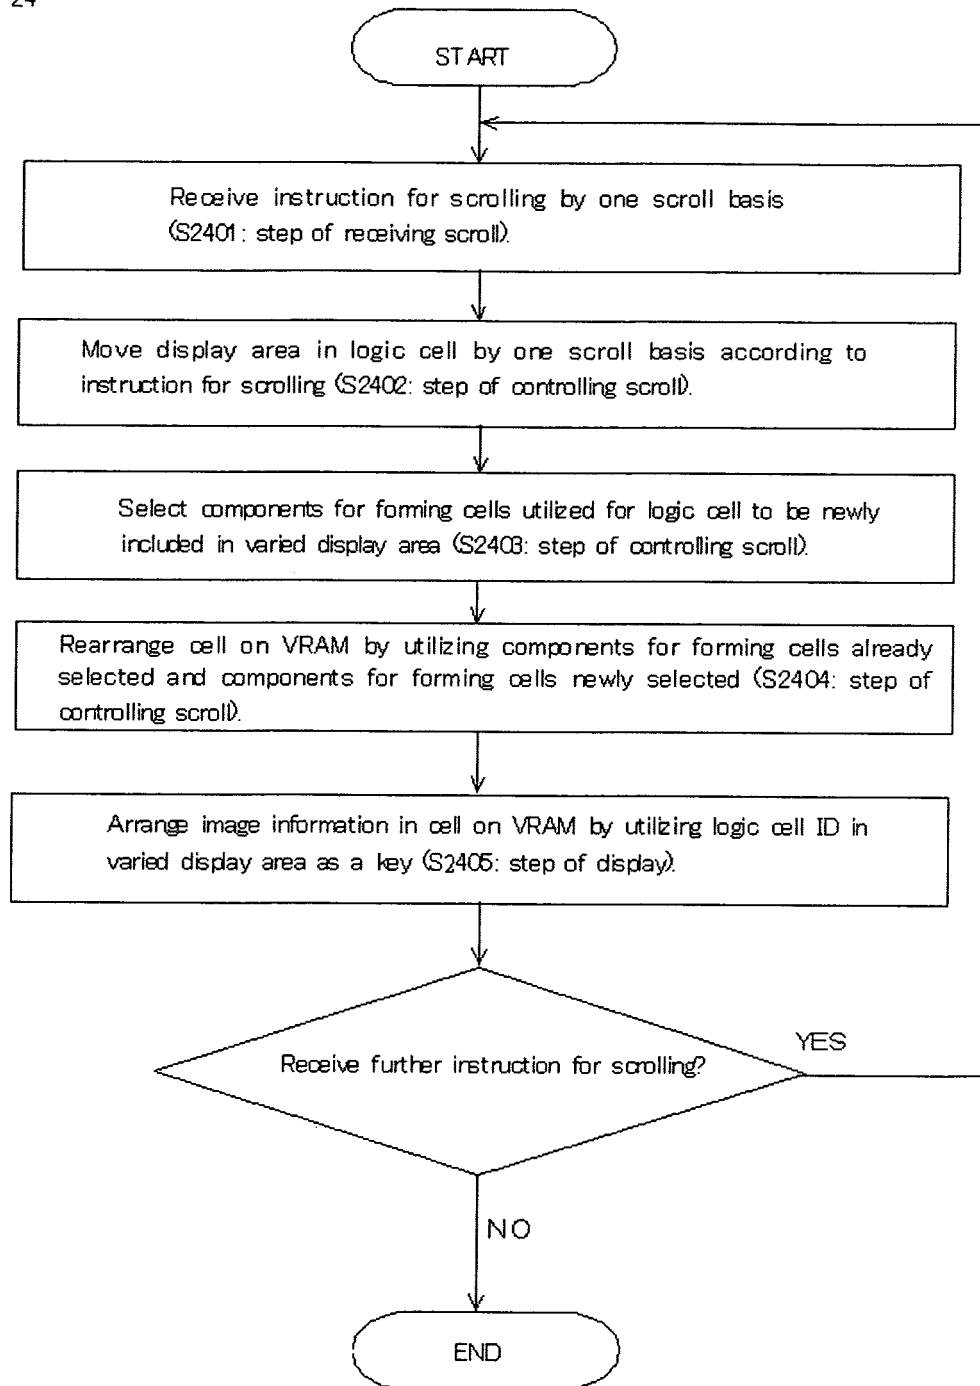 24
START
Receive instruction for scrolling by one scroll basis
(S2401: step of receiving scroll).
Move display area in logic cell by one scroll basis according to
instruction for scrolling (S2402: step of controlling scroll).
Select components for forming cells utilized for logic cell to be newly
included in varied display area (S2403: step of controlling scroll).
Rearrange cell on VRAM by utilizing components for forming cells already
selected and components for forming cells newly selected (S2404: step of
controlling scroll).
Arrange image information in cell on VRAM by utilizing logic cell ID in
varied display area as a key (S2405: step of display).
Receive further instruction for scrolling?
YES
NO
END